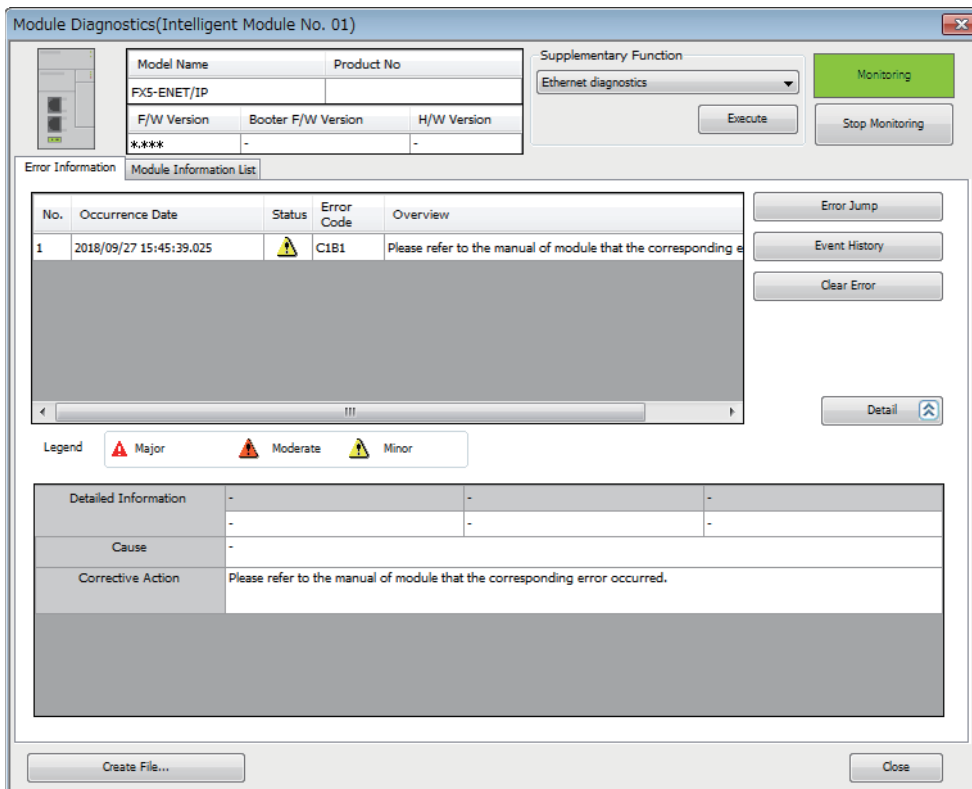 Module Diagnostics(Intelligent Module No. 01)
Model Name Product No
FX5-ENET/IP
F/W Version Booter F/W Version H/W Version
*.*** - -
Supplementary Function
Ethernet diagnostics
Execute
Monitoring
Stop Monitoring
Error Information Module Information List
No. Occurrence Date Status Error Code Overview
1 2018/09/27 15:45:39.025 C1B1 Please refer to the manual of module that the corresponding e
Error Jump
Event History
Clear Error
Detail
Legend Major Moderate Minor
Detailed Information - - -
- - -
Cause -
Corrective Action Please refer to the manual of module that the corresponding error occurred.
Create File... Close